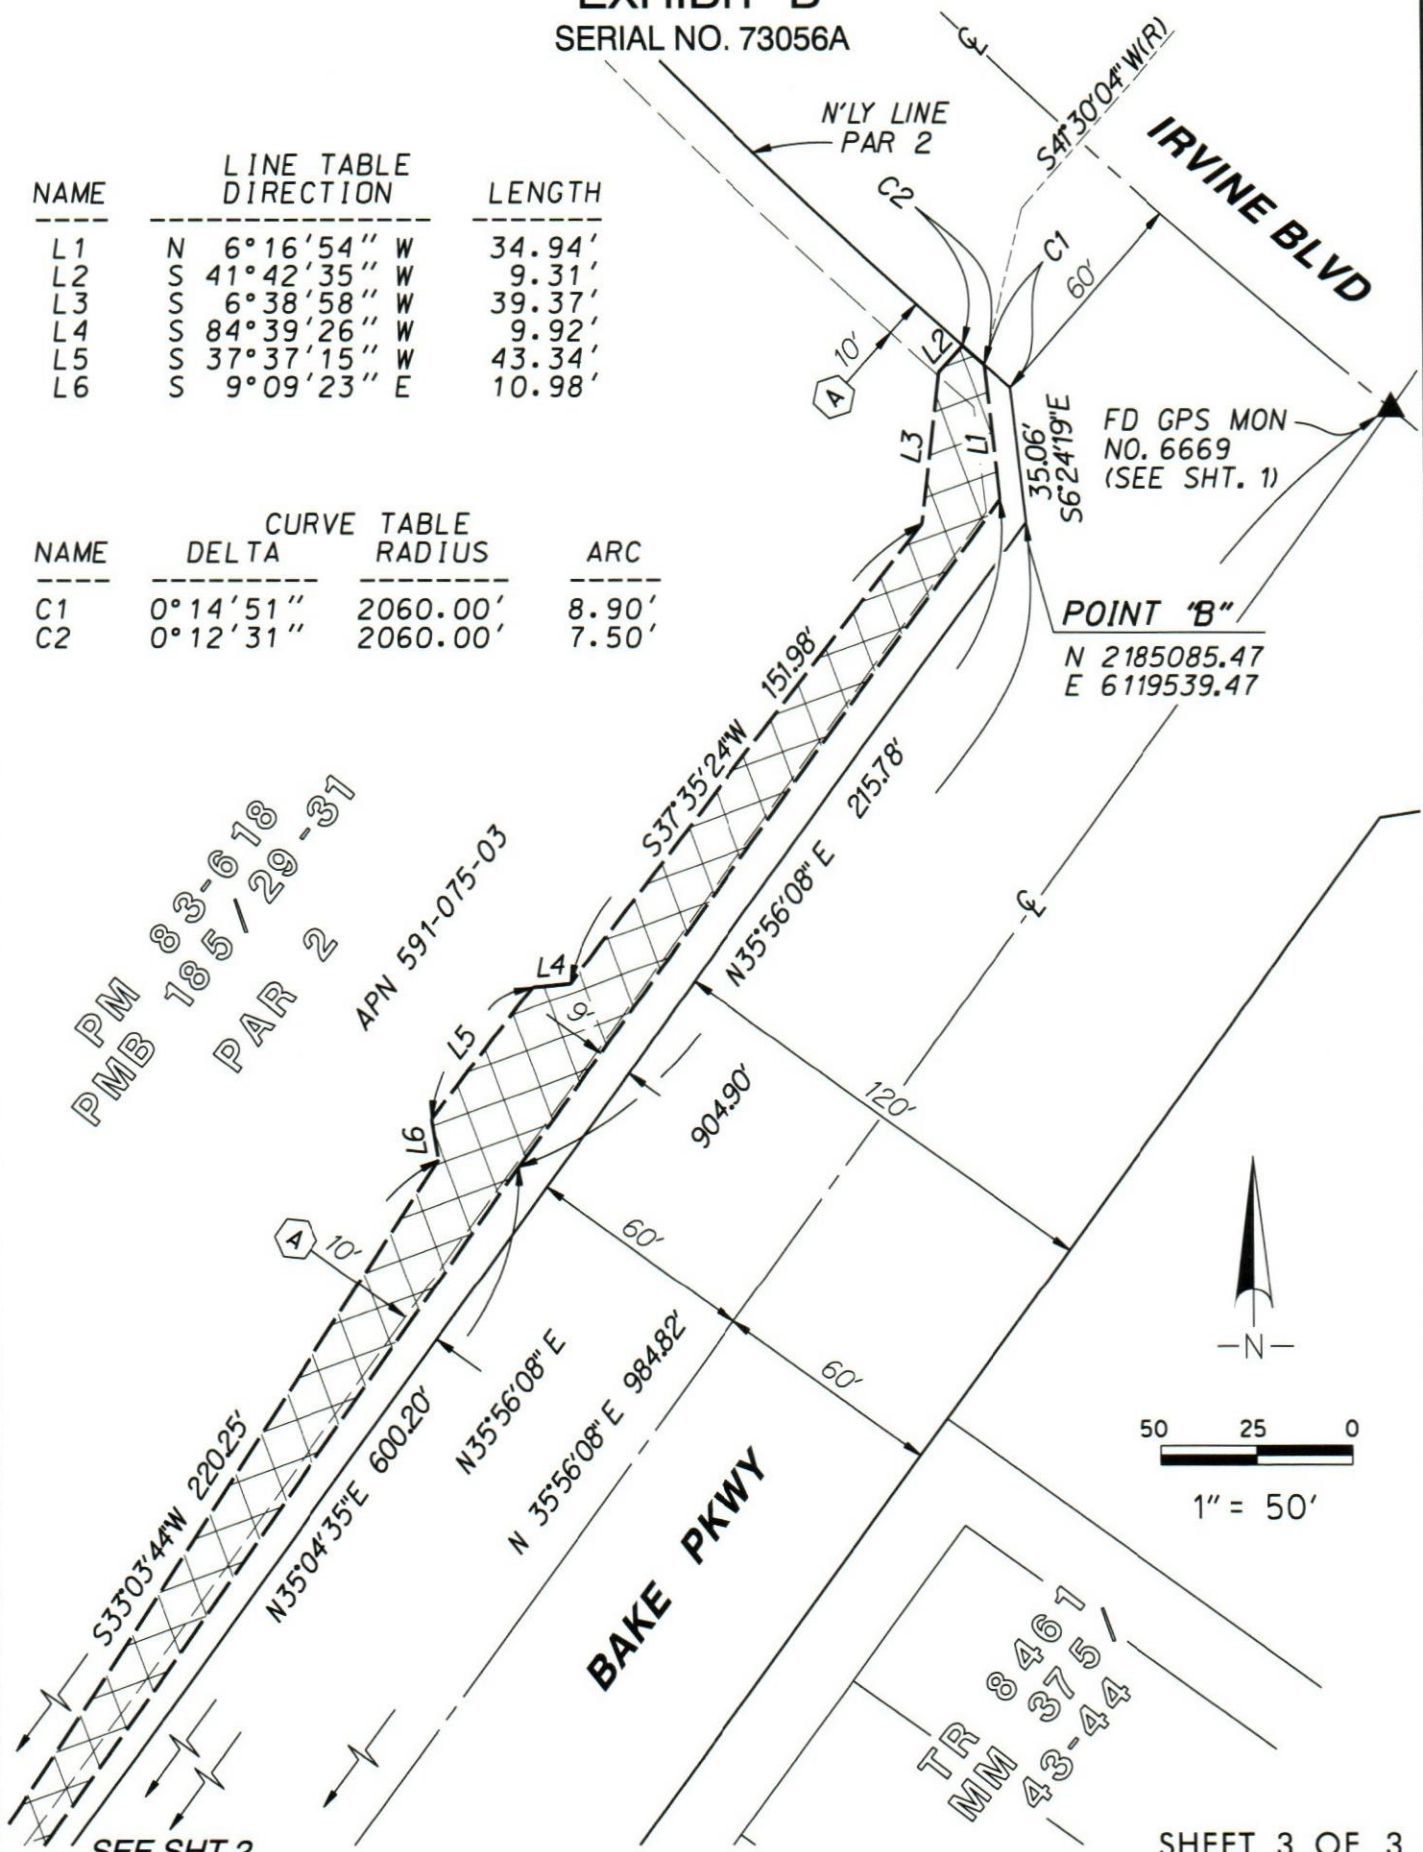 EXHIBIT "B"
SERIAL NO. 73056A
LINE TABLE
NAME DIRECTION LENGTH
L1 N 6°16'54" W 34.94'
L2 S 41°42'35" W 9.31'
L3 S 6°38'58" W 39.37'
L4 S 84°39'26" W 9.92'
L5 S 37°37'15" W 43.34'
L6 S 9°09'23" E 10.98'
CURVE TABLE
NAME DELTA RADIUS ARC
C1 0°14'51" 2060.00' 8.90'
C2 0°12'31" 2060.00' 7.50'
N'LY LINE
PAR 2
C2
C1
℄
S41°30'04"W(R)
IRVINE BLVD
60'
10'
A
L2
L3
L1
35.06'
S6°24'19"E
FD GPS MON
NO. 6669
(SEE SHT. 1)
POINT "B"
N 2185085.47
E 6119539.47
S37°35'24"W 151.98'
N35°56'08"E 215.78'
℄
PM 83-618
PMB 185/29-31
PAR 2
APN 591-075-03
L4
9'
L5
L6
904.90'
120'
A
10'
60'
60'
S33°03'44"W 220.25'
N35°04'35"E 600.20'
N35°56'08"E
N 35°56'08"E 984.82'
BAKE PKWY
-N-
50 25 0
1" = 50'
TR 8461
MM 375/
43-44
SEE SHT 2
SHEET 3 OF 3